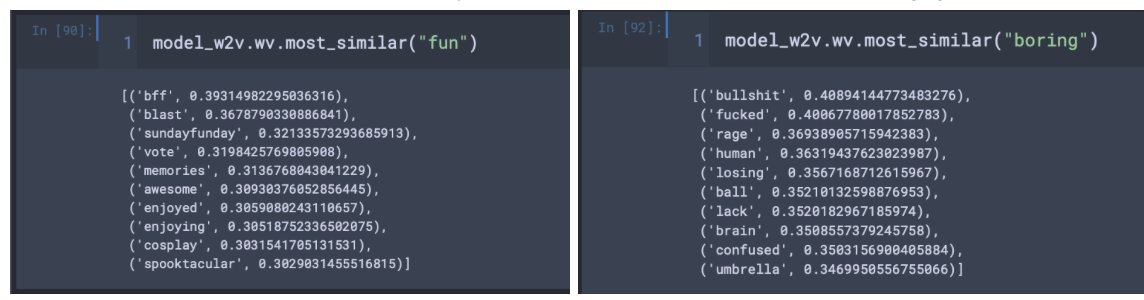 In [90]:
1 model_w2v.wv.most_similar("fun")
[('bff', 0.39314982295036316),
('blast', 0.3678790330886841),
('sundayfunday', 0.32133573293685913),
('vote', 0.3198425769805908),
('memories', 0.3136768043041229),
('awesome', 0.30930376052856445),
('enjoyed', 0.3059080243110657),
('enjoying', 0.30518752336502075),
('cosplay', 0.3031541705131531),
('spooktacular', 0.3029031455516815)]
In [92]:
1 model_w2v.wv.most_similar("boring")
[('bullshit', 0.40894144773483276),
('fucked', 0.40067780017852783),
('rage', 0.36938905715942383),
('human', 0.36319437623023987),
('losing', 0.3567168712615967),
('ball', 0.35210132598876953),
('lack', 0.3520182967185974),
('brain', 0.3508557379245758),
('confused', 0.3503156900405884),
('umbrella', 0.3469950556755066)]